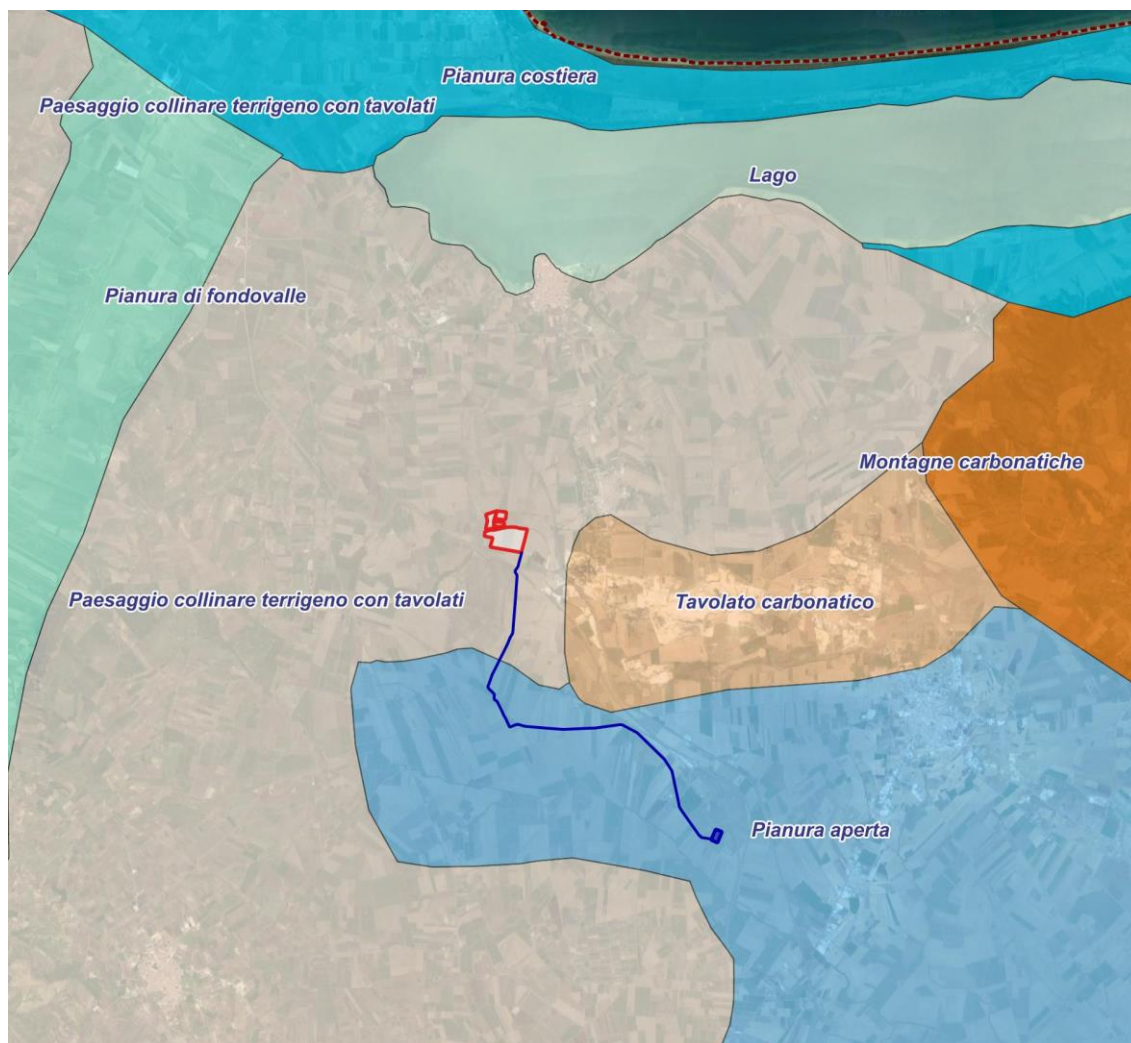 Pianura costiera
Paesaggio collinare terrigeno con tavolati
Lago
Pianura di fondovalle
Montagne carbonatiche
Paesaggio collinare terrigeno con tavolati
Tavolato carbonatico
Pianura aperta